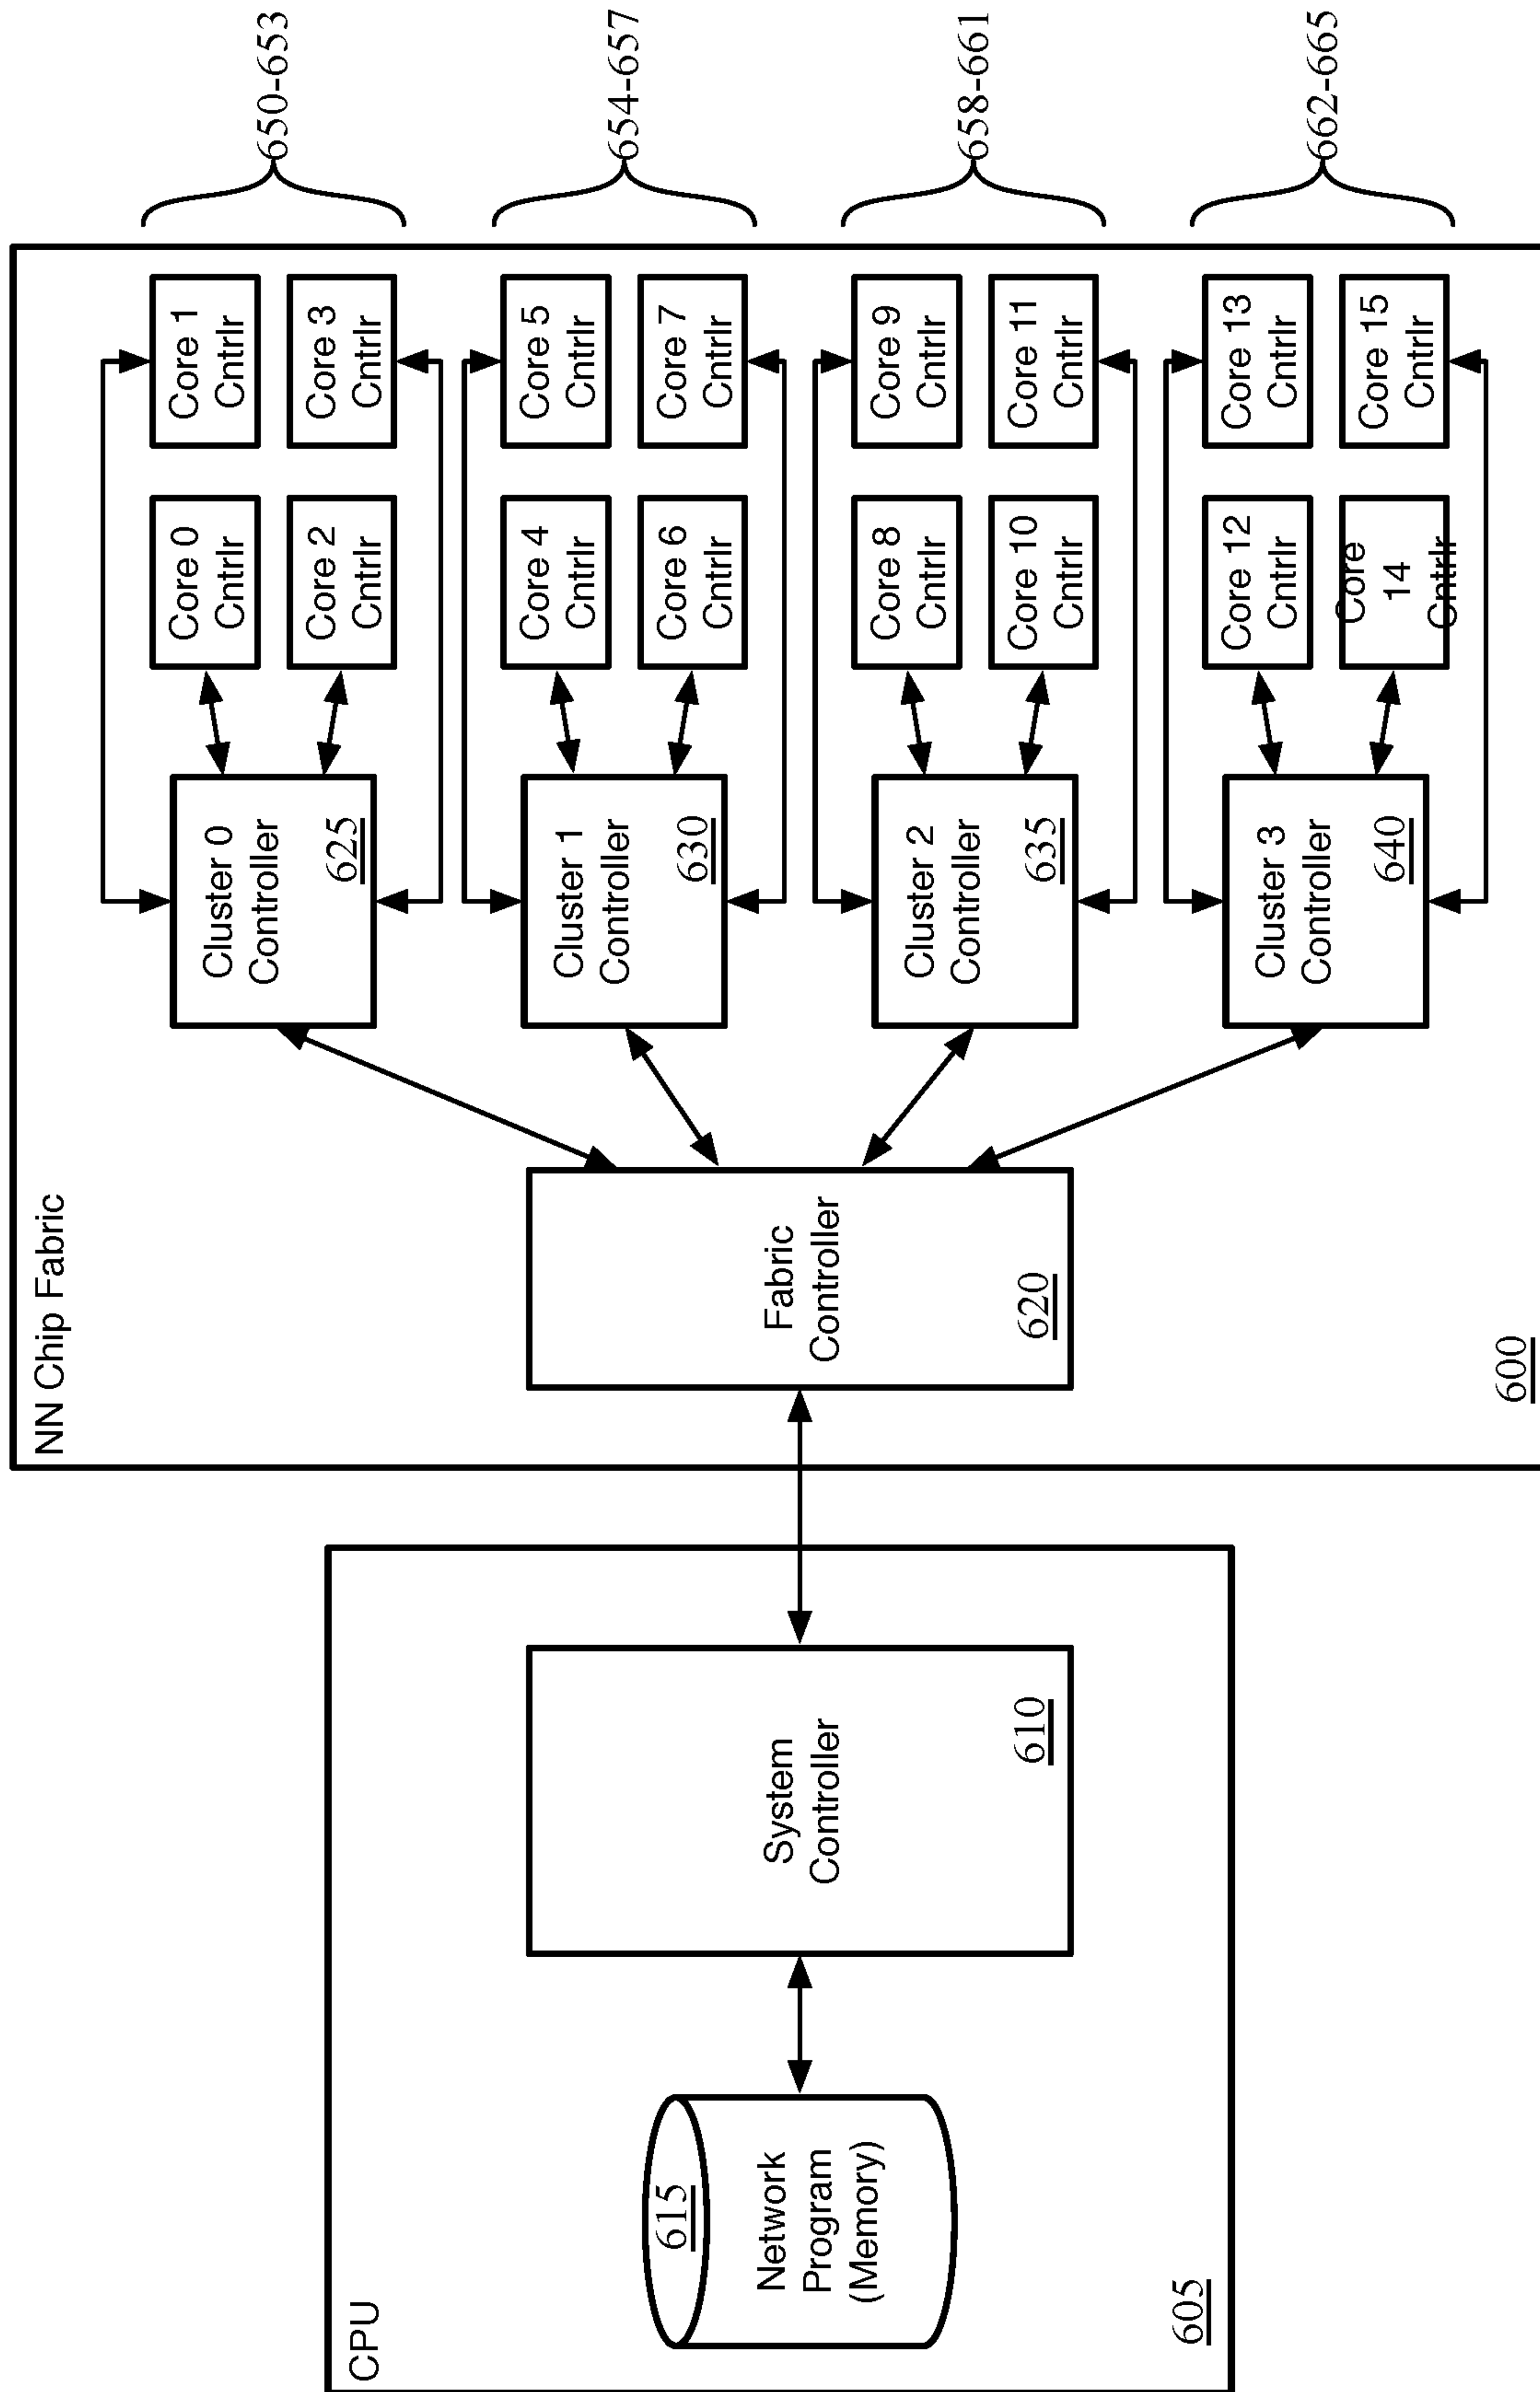 CPU
615
Network
Program
(Memory)
System
Controller
610
605
NN Chip Fabric
Fabric
Controller
620
600
Cluster 0
Controller
625
Core 0
Cntrlr
Core 1
Cntrlr
Core 2
Cntrlr
Core 3
Cntrlr
650-653
Cluster 1
Controller
630
Core 4
Cntrlr
Core 5
Cntrlr
Core 6
Cntrlr
Core 7
Cntrlr
654-657
Cluster 2
Controller
635
Core 8
Cntrlr
Core 9
Cntrlr
Core 10
Cntrlr
Core 11
Cntrlr
658-661
Cluster 3
Controller
640
Core 12
Cntrlr
Core 13
Cntrlr
Core
14
Cntrlr
Core 15
Cntrlr
662-665